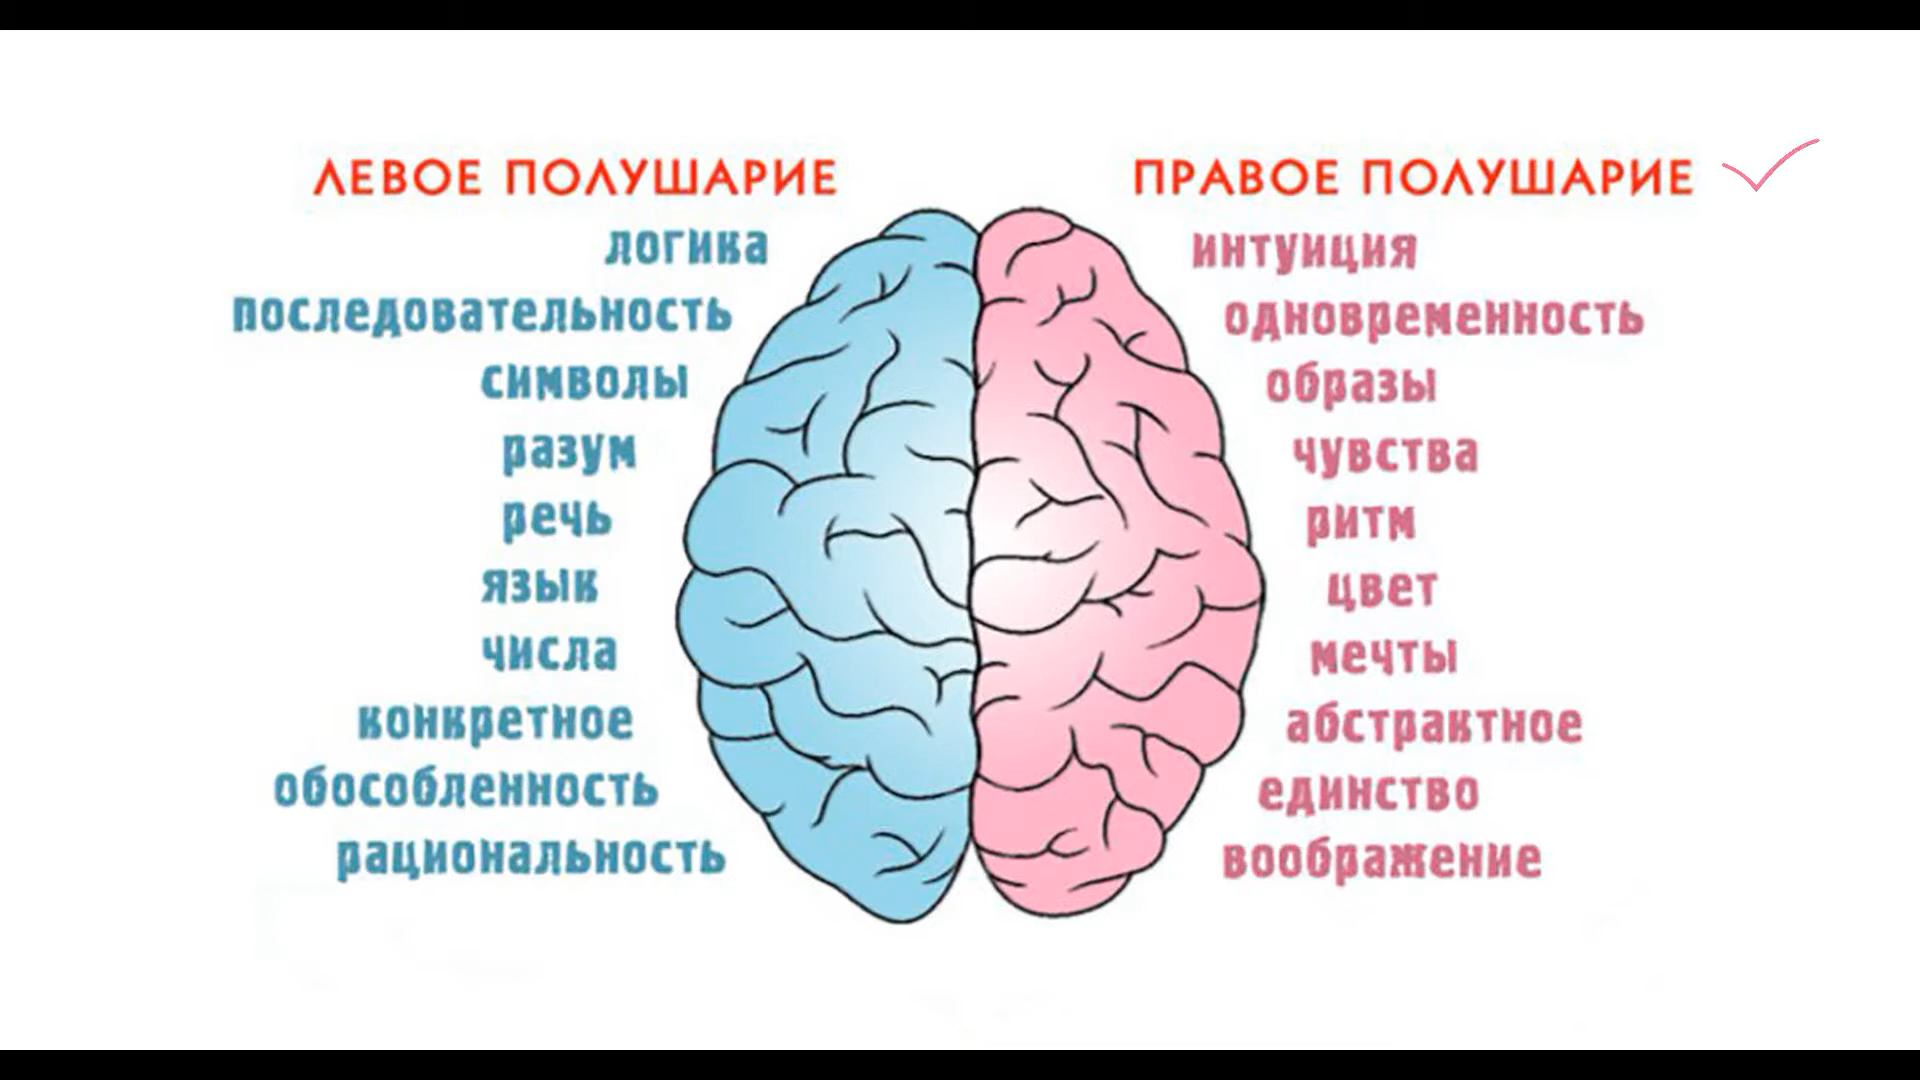 ЛЕВОЕ ПОЛУШАРИЕ
логика
последовательность
символы
разум
речь
язык
числа
конкретное
обособленность
рациональность
ПРАВОЕ ПОЛУШАРИЕ
интуиция
одновременность
образы
чувства
ритм
цвет
мечты
абстрактное
единство
воображение